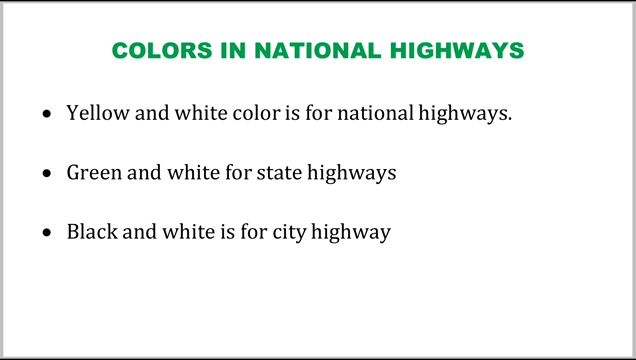 COLORS IN NATIONAL HIGHWAYS
• Yellow and white color is for national highways.
• Green and white for state highways
• Black and white is for city highway